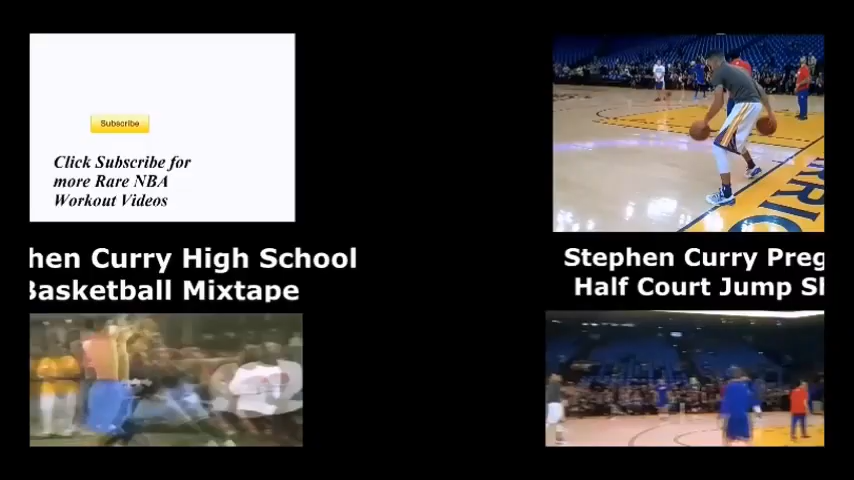 Subscribe
Click Subscribe for
more Rare NBA
Workout Videos
hen Curry High School
Basketball Mixtape
Stephen Curry Preg
Half Court Jump Sh